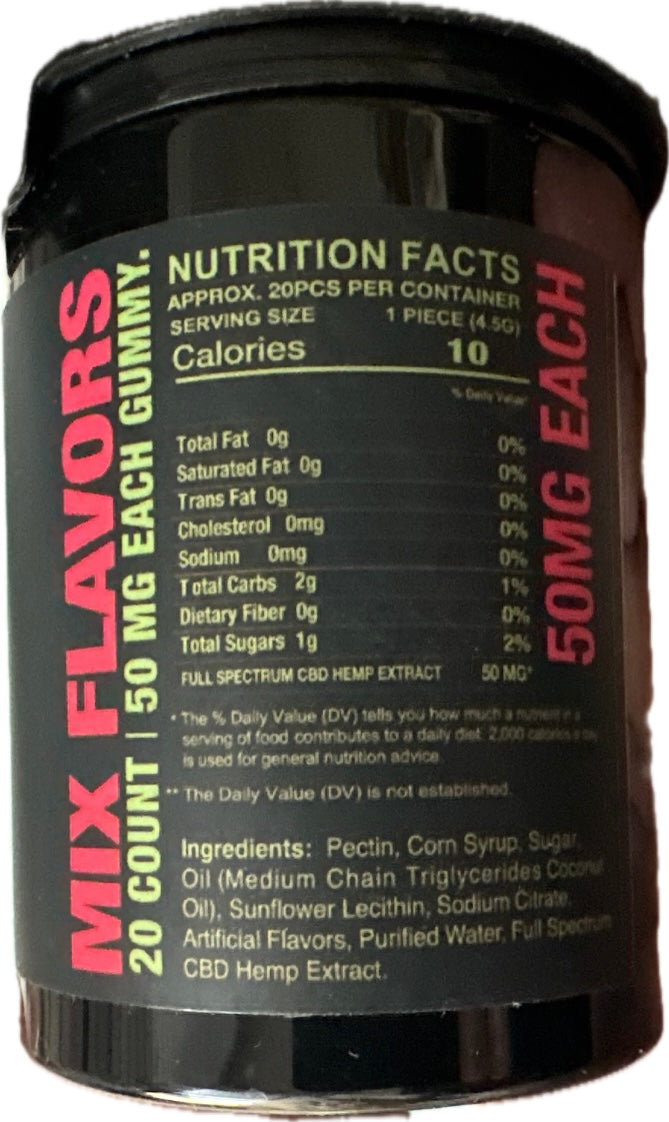 MIX FLAVORS
20 COUNT | 50 MG EACH GUMMY.
NUTRITION FACTS
APPROX. 20PCS PER CONTAINER
SERVING SIZE 1 PIECE (4.5G)
Calories 10
% Daily Value*
Total Fat 0g 0%
Saturated Fat 0g 0%
Trans Fat 0g 0%
Cholesterol 0mg 0%
Sodium 0mg 0%
Total Carbs 2g 1%
Dietary Fiber 0g 0%
Total Sugars 1g 2%
FULL SPECTRUM CBD HEMP EXTRACT 50 MG*
* The % Daily Value (DV) tells you how much a nutrient in a
serving of food contributes to a daily diet. 2,000 calories a day
is used for general nutrition advice.
** The Daily Value (DV) is not established.
Ingredients: Pectin, Corn Syrup, Sugar,
Oil (Medium Chain Triglycerides Coconut
Oil), Sunflower Lecithin, Sodium Citrate,
Artificial Flavors, Purified Water, Full Spectrum
CBD Hemp Extract.
50MG EACH